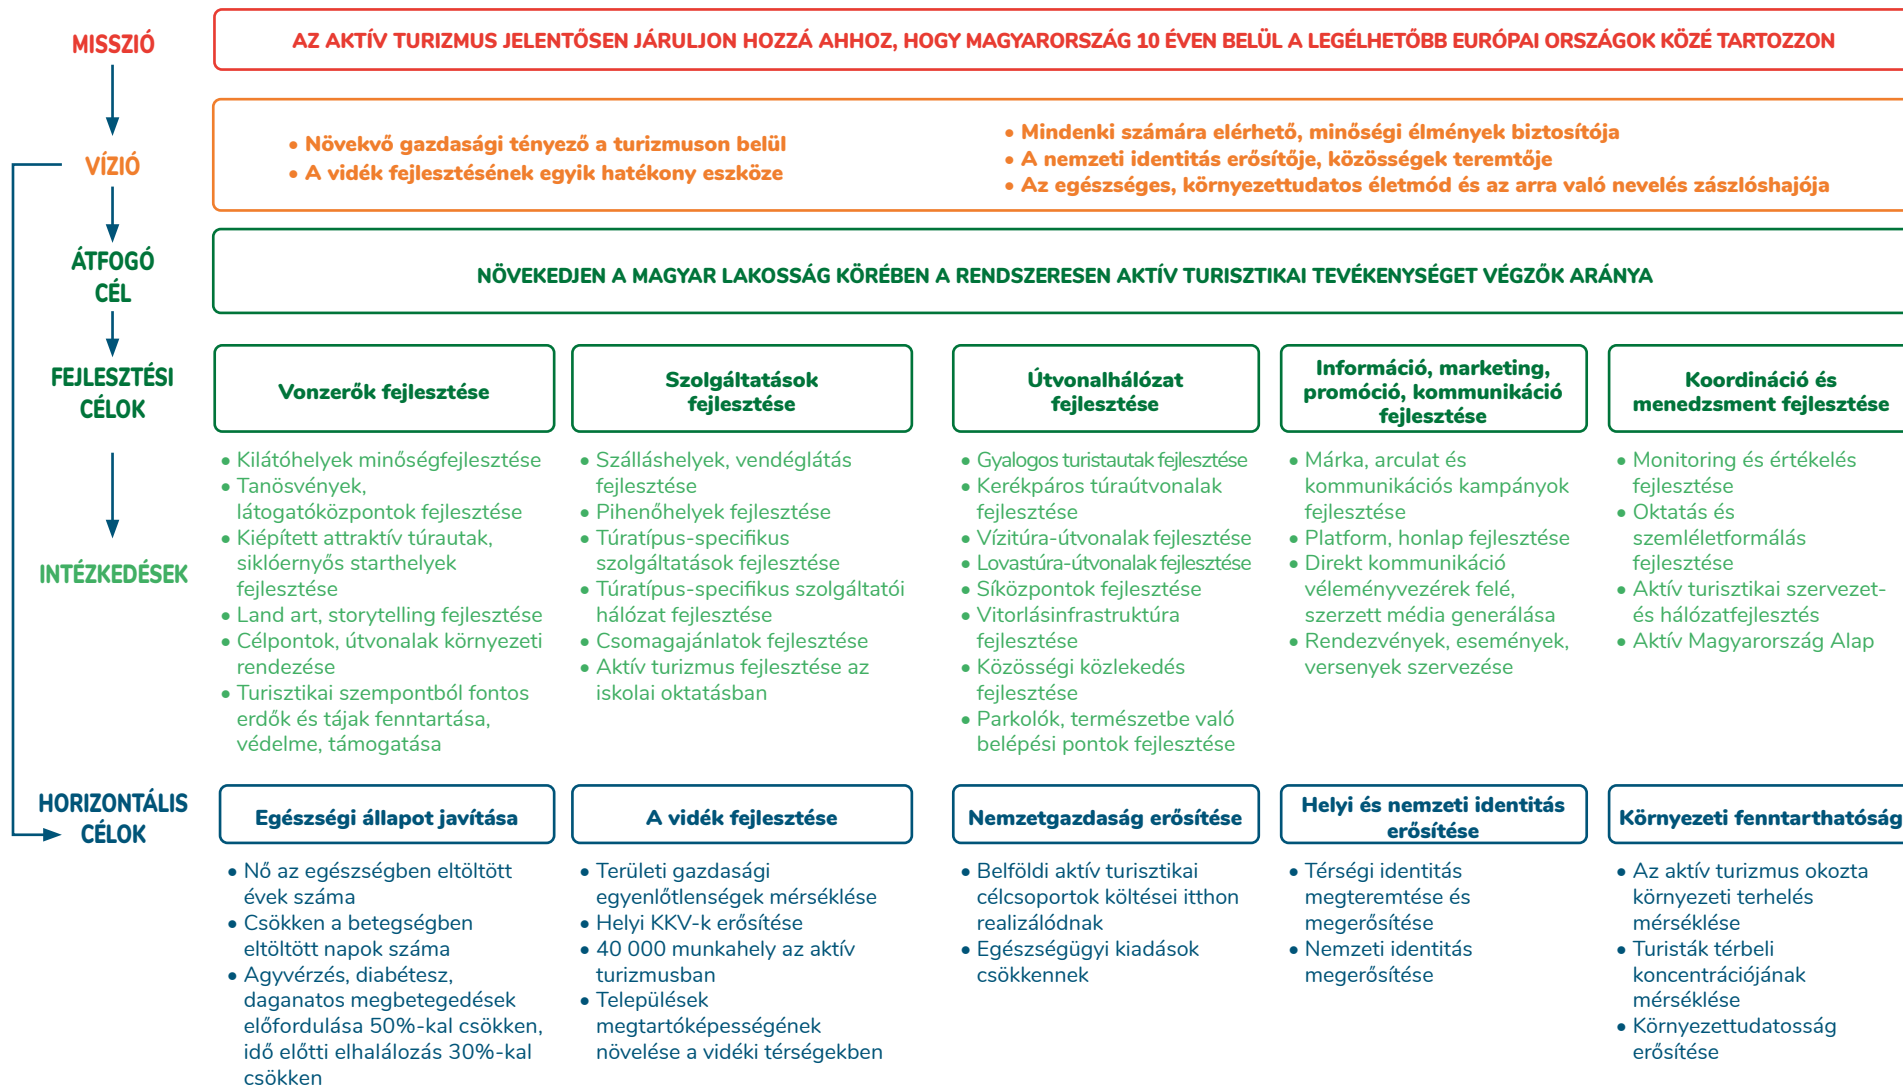 MISSZIÓ
AZ AKTÍV TURIZMUS JELENTŐSEN JÁRULJON HOZZÁ AHHOZ, HOGY MAGYARORSZÁG 10 ÉVEN BELÜL A LEGÉLHETŐBB EURÓPAI ORSZÁGOK KÖZÉ TARTOZZON
VÍZIÓ
• Növekvő gazdasági tényező a turizmuson belül
• A vidék fejlesztésének egyik hatékony eszköze
• Mindenki számára elérhető, minőségi élmények biztosítója
• A nemzeti identitás erősítője, közösségek teremtője
• Az egészséges, környezettudatos életmód és az arra való nevelés zászlóshajója
ÁTFOGÓ
CÉL
NÖVEKEDJEN A MAGYAR LAKOSSÁG KÖRÉBEN A RENDSZERESEN AKTÍV TURISZTIKAI TEVÉKENYSÉGET VÉGZŐK ARÁNYA
FEJLESZTÉSI
CÉLOK
Vonzerők fejlesztése
Szolgáltatások
fejlesztése
Útvonalhálózat
fejlesztése
Információ, marketing,
promóció, kommunikáció
fejlesztése
Koordináció és
menedzsment fejlesztése
INTÉZKEDÉSEK
• Kilátóhelyek minőségfejlesztése
• Tanösvények,
látogatóközpontok fejlesztése
• Kiépített attraktív túrautak,
siklóernyős starthelyek
fejlesztése
• Land art, storytelling fejlesztése
• Célpontok, útvonalak környezeti
rendezése
• Turisztikai szempontból fontos
erdők és tájak fenntartása,
védelme, támogatása
• Szálláshelyek, vendéglátás
fejlesztése
• Pihenőhelyek fejlesztése
• Túratípus-specifikus
szolgáltatások fejlesztése
• Túratípus-specifikus szolgáltatói
hálózat fejlesztése
• Csomagajánlatok fejlesztése
• Aktív turizmus fejlesztése az
iskolai oktatásban
• Gyalogos turistautak fejlesztése
• Kerékpáros túraútvonalak
fejlesztése
• Vízitúra-útvonalak fejlesztése
• Lovastúra-útvonalak fejlesztése
• Síközpontok fejlesztése
• Vitorlásinfrastruktúra
fejlesztése
• Közösségi közlekedés
fejlesztése
• Parkolók, természetbe való
belépési pontok fejlesztése
• Márka, arculat és
kommunikációs kampányok
fejlesztése
• Platform, honlap fejlesztése
• Direkt kommunikáció
véleményvezérek felé,
szerzett média generálása
• Rendezvények, események,
versenyek szervezése
• Monitoring és értékelés
fejlesztése
• Oktatás és
szemléletformálás
fejlesztése
• Aktív turisztikai szervezet-
és hálózatfejlesztés
• Aktív Magyarország Alap
HORIZONTÁLIS
CÉLOK
Egészségi állapot javítása
A vidék fejlesztése
Nemzetgazdaság erősítése
Helyi és nemzeti identitás
erősítése
Környezeti fenntarthatóság
• Nő az egészségben eltöltött
évek száma
• Csökken a betegségben
eltöltött napok száma
• Agyvérzés, diabétesz,
daganatos megbetegedések
előfordulása 50%-kal csökken,
idő előtti elhalálozás 30%-kal
csökken
• Területi gazdasági
egyenlőtlenségek mérséklése
• Helyi KKV-k erősítése
• 40 000 munkahely az aktív
turizmusban
• Települések
megtartóképességének
növelése a vidéki térségekben
• Belföldi aktív turisztikai
célcsoportok költései itthon
realizálódnak
• Egészségügyi kiadások
csökkennek
• Térségi identitás
megteremtése és
megerősítése
• Nemzeti identitás
megerősítése
• Az aktív turizmus okozta
környezeti terhelés
mérséklése
• Turisták térbeli
koncentrációjának
mérséklése
• Környezettudatosság
erősítése